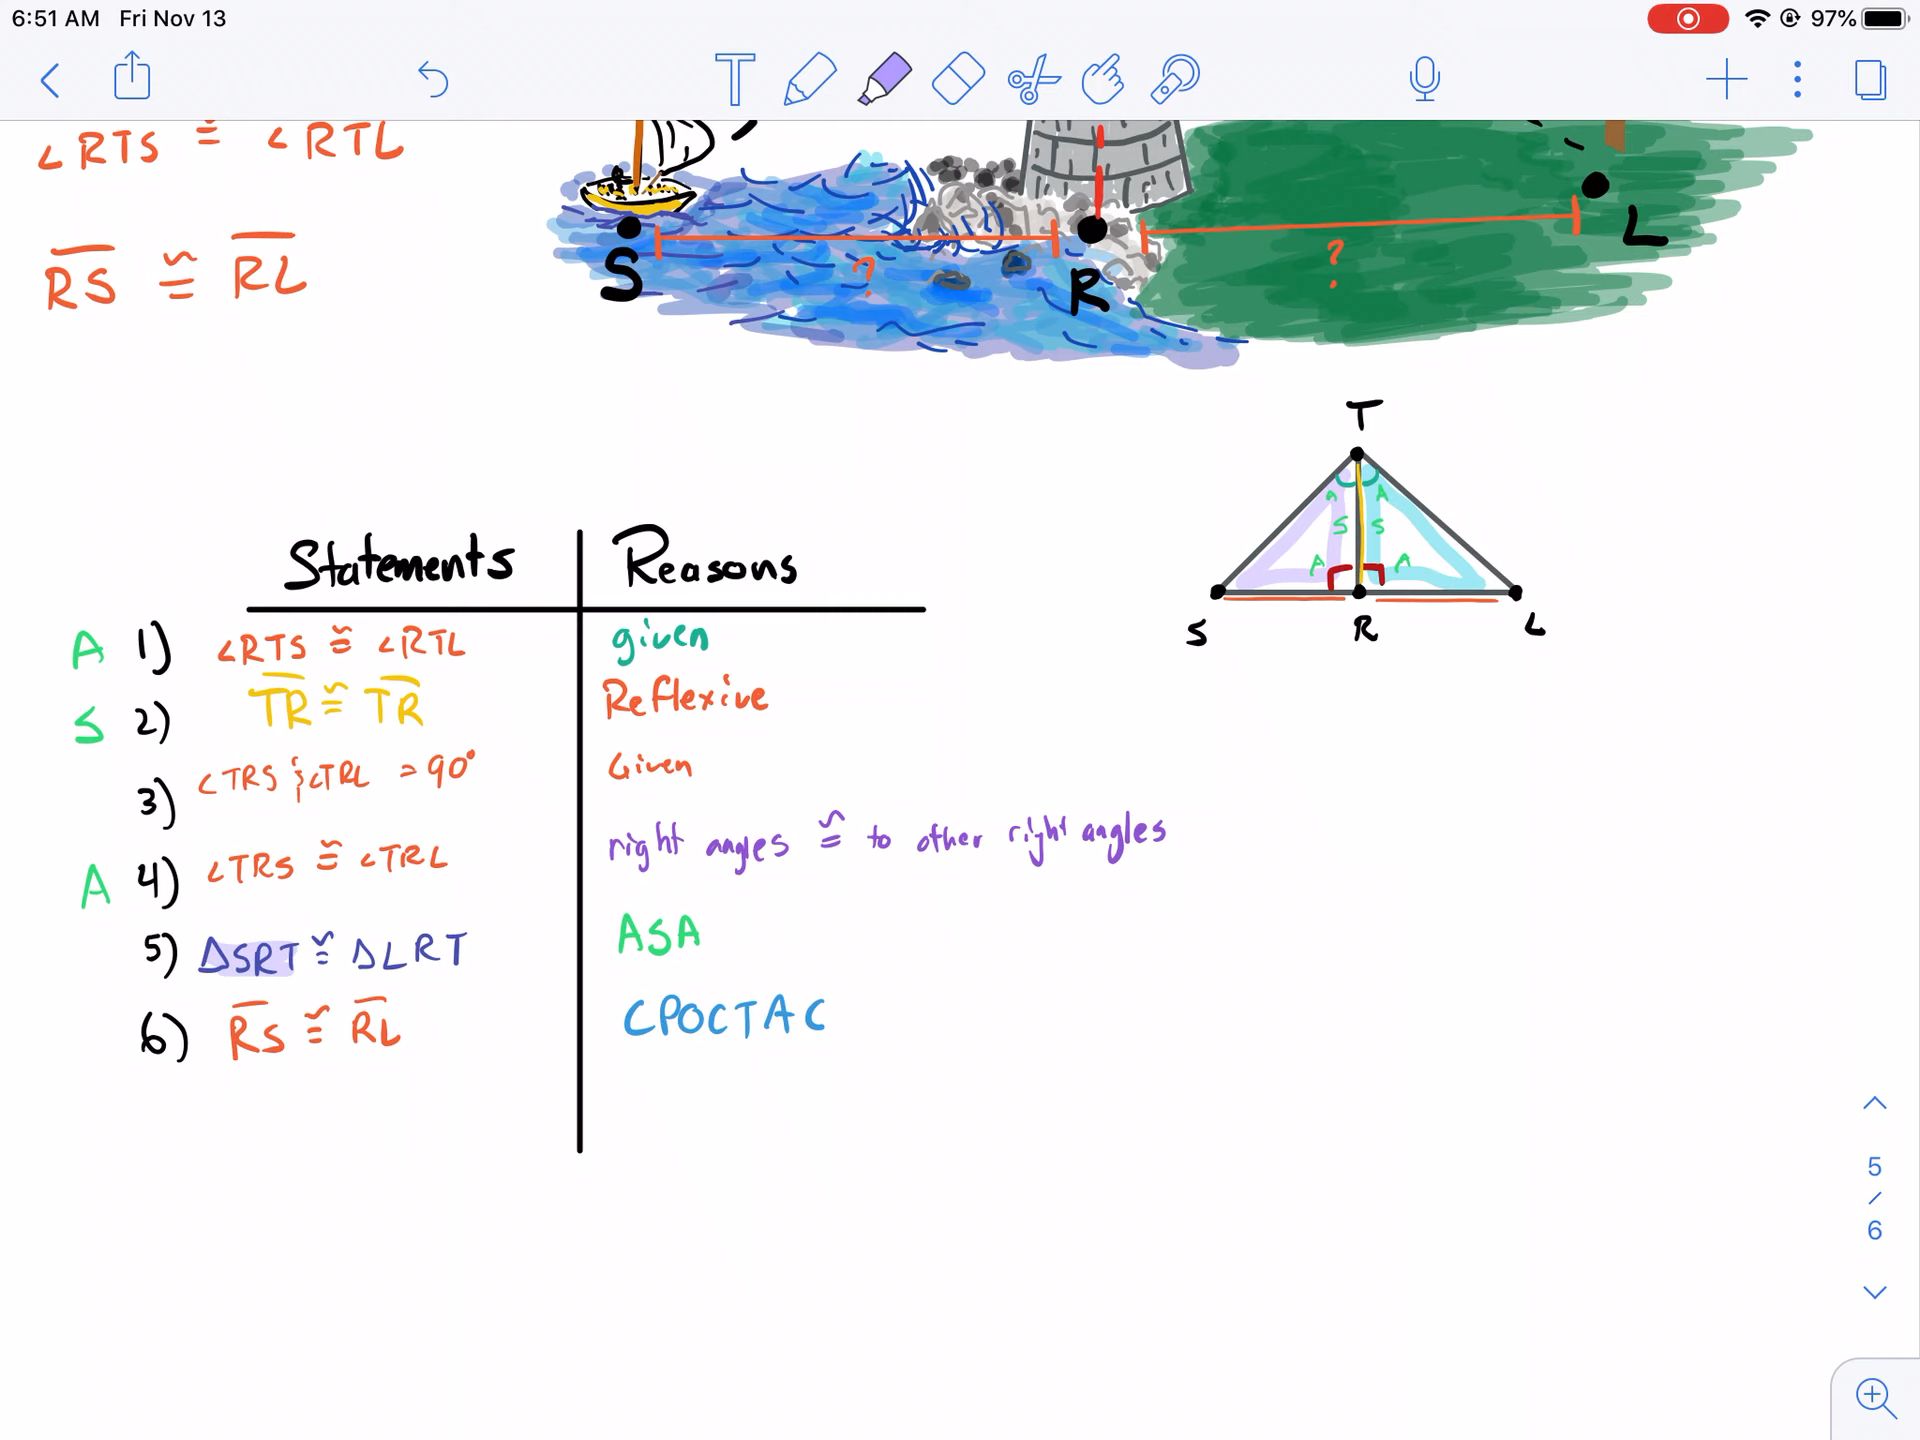 6:51 AM Fri Nov 13
97%
T
∠RTS ≅ ∠RTL
RS ≅ RL
S
?
R
?
L
T
A A
S S
A A
S R L
Statements Reasons
A 1) ∠RTS ≅ ∠RTL given
S 2) TR ≅ TR Reflexive
3) ∠TRS & ∠TRL = 90° Given
A 4) ∠TRS ≅ ∠TRL right angles ≅ to other right angles
5) ΔSRT ≅ ΔLRT ASA
6) RS ≅ RL CPOCTAC
5
/
6